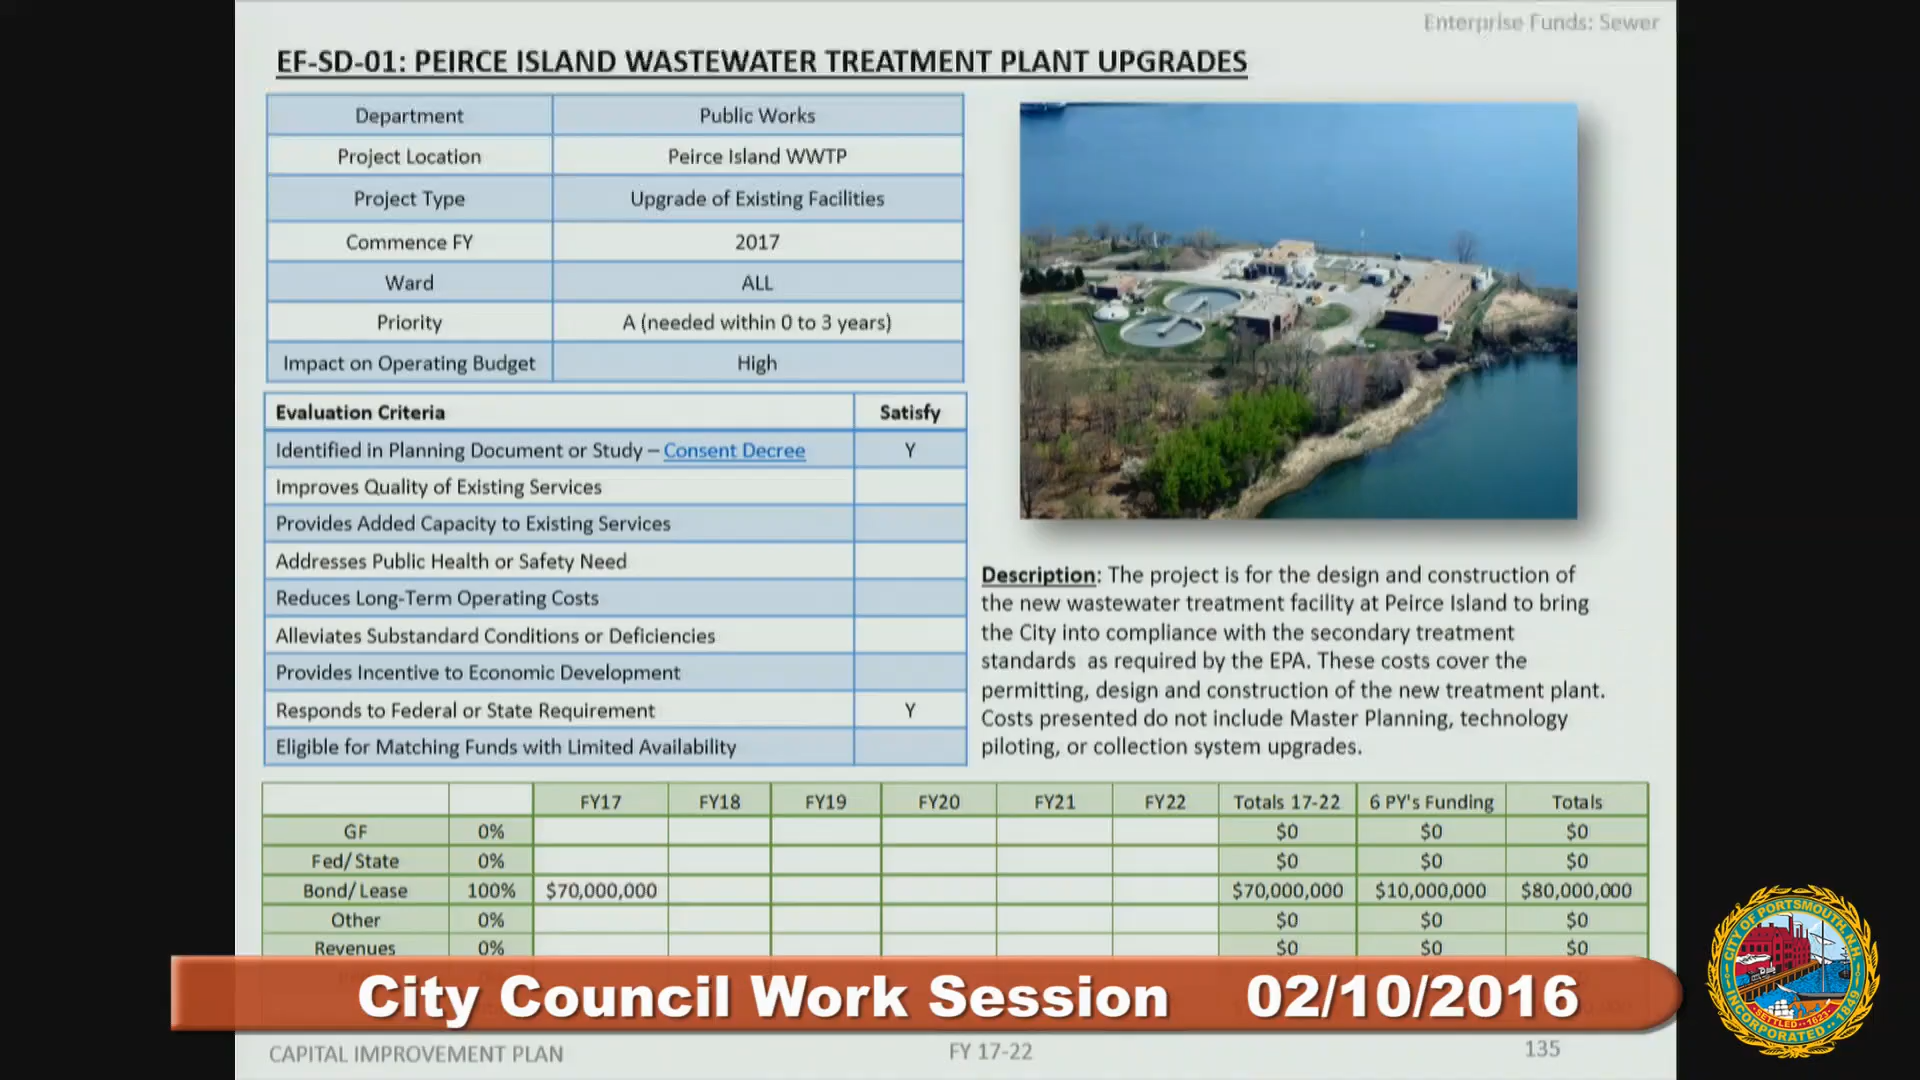 Enterprise Funds: Sewer
EF-SD-01: PEIRCE ISLAND WASTEWATER TREATMENT PLANT UPGRADES
Department Public Works
Project Location Peirce Island WWTP
Project Type Upgrade of Existing Facilities
Commence FY 2017
Ward ALL
Priority A (needed within 0 to 3 years)
Impact on Operating Budget High
Evaluation Criteria Satisfy
Identified in Planning Document or Study – Consent Decree Y
Improves Quality of Existing Services
Provides Added Capacity to Existing Services
Addresses Public Health or Safety Need
Reduces Long-Term Operating Costs
Alleviates Substandard Conditions or Deficiencies
Provides Incentive to Economic Development
Responds to Federal or State Requirement Y
Eligible for Matching Funds with Limited Availability
Description: The project is for the design and construction of
the new wastewater treatment facility at Peirce Island to bring
the City into compliance with the secondary treatment
standards as required by the EPA. These costs cover the
permitting, design and construction of the new treatment plant.
Costs presented do not include Master Planning, technology
piloting, or collection system upgrades.
FY17 FY18 FY19 FY20 FY21 FY22 Totals 17-22 6 PY's Funding Totals
GF 0% $0 $0 $0
Fed/State 0% $0 $0 $0
Bond/Lease 100% $70,000,000 $70,000,000 $10,000,000 $80,000,000
Other 0% $0 $0 $0
Revenues 0% $0 $0 $0
City Council Work Session 02/10/2016
CITY OF PORTSMOUTH, N.H.
INCORPORATED 1849
SETTLED 1623
CAPITAL IMPROVEMENT PLAN FY 17-22 135